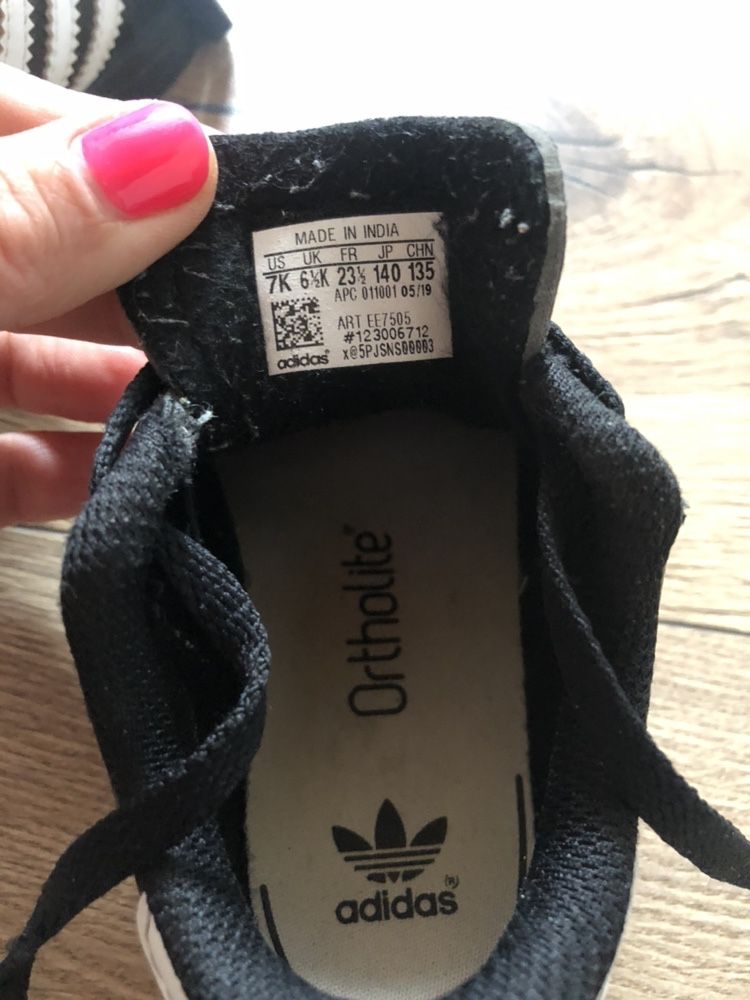 MADE IN INDIA
US UK FR JP CHN
7K 6½K 23½ 140 135
APC 011001 05/19
ART EE7505
#123006712
adidas® x@5PJSNS00003
Ortholite®
adidas(R)